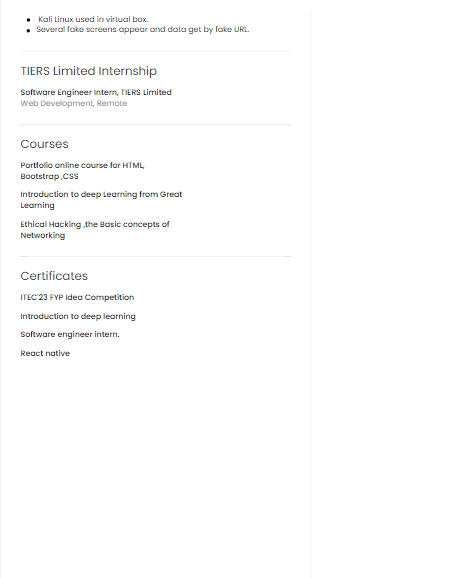 Kali Linux used in virtual box.
Several fake screens appear and data get by fake URL.
TIERS Limited Internship
Software Engineer Intern, TIERS Limited
Web Development, Remote
Courses
Portfolio online course for HTML,
Bootstrap ,CSS
Introduction to deep Learning from Great
Learning
Ethical Hacking ,the Basic concepts of
Networking
Certificates
ITEC'23 FYP Idea Competition
Introduction to deep learning
Software engineer intern.
React native